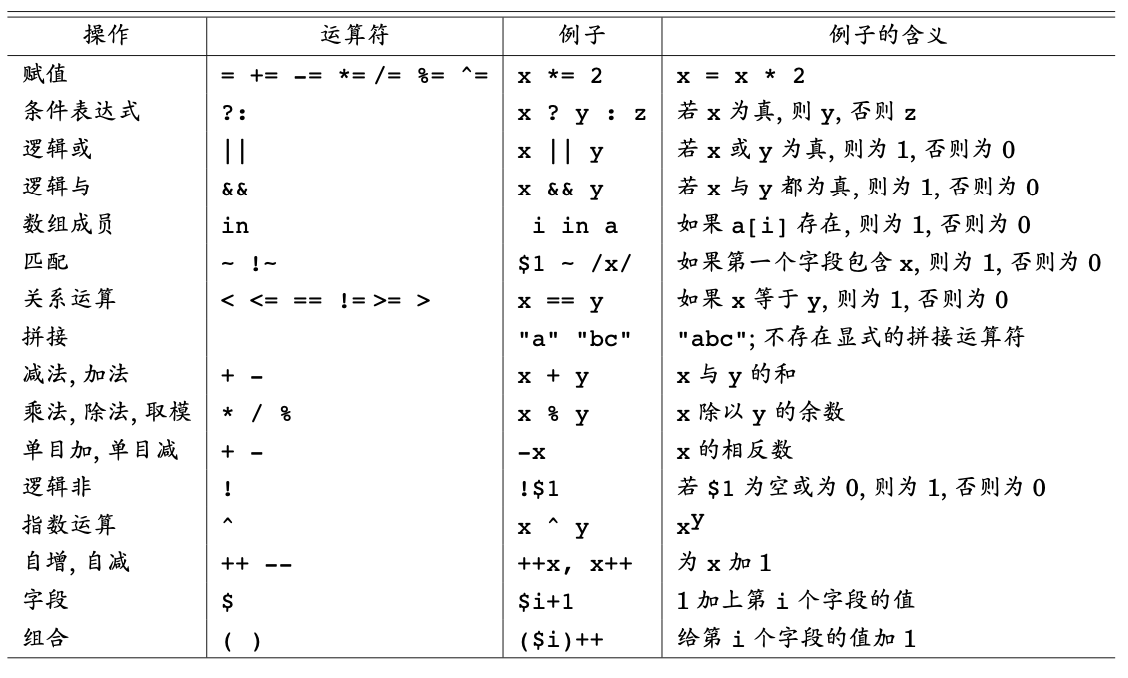 操作 运算符 例子 例子的含义
赋值 = += -= *= /= %= ^= x *= 2 x = x * 2
条件表达式 ?: x ? y : z 若 x 为真, 则 y, 否则 z
逻辑或 || x || y 若 x 或 y 为真, 则为 1, 否则为 0
逻辑与 && x && y 若 x 与 y 都为真, 则为 1, 否则为 0
数组成员 in i in a 如果 a[i] 存在, 则为 1, 否则为 0
匹配 ~ !~ $1 ~ /x/ 如果第一个字段包含 x, 则为 1, 否则为 0
关系运算 < <= == != >= > x == y 如果 x 等于 y, 则为 1, 否则为 0
拼接 "a" "bc" "abc"; 不存在显式的拼接运算符
减法, 加法 + - x + y x 与 y 的和
乘法, 除法, 取模 * / % x % y x 除以 y 的余数
单目加, 单目减 + - -x x 的相反数
逻辑非 ! !$1 若 $1 为空或为 0, 则为 1, 否则为 0
指数运算 ^ x ^ y xy
自增, 自减 ++ -- ++x, x++ 为 x 加 1
字段 $ $i+1 1 加上第 i 个字段的值
组合 ( ) ($i)++ 给第 i 个字段的值加 1